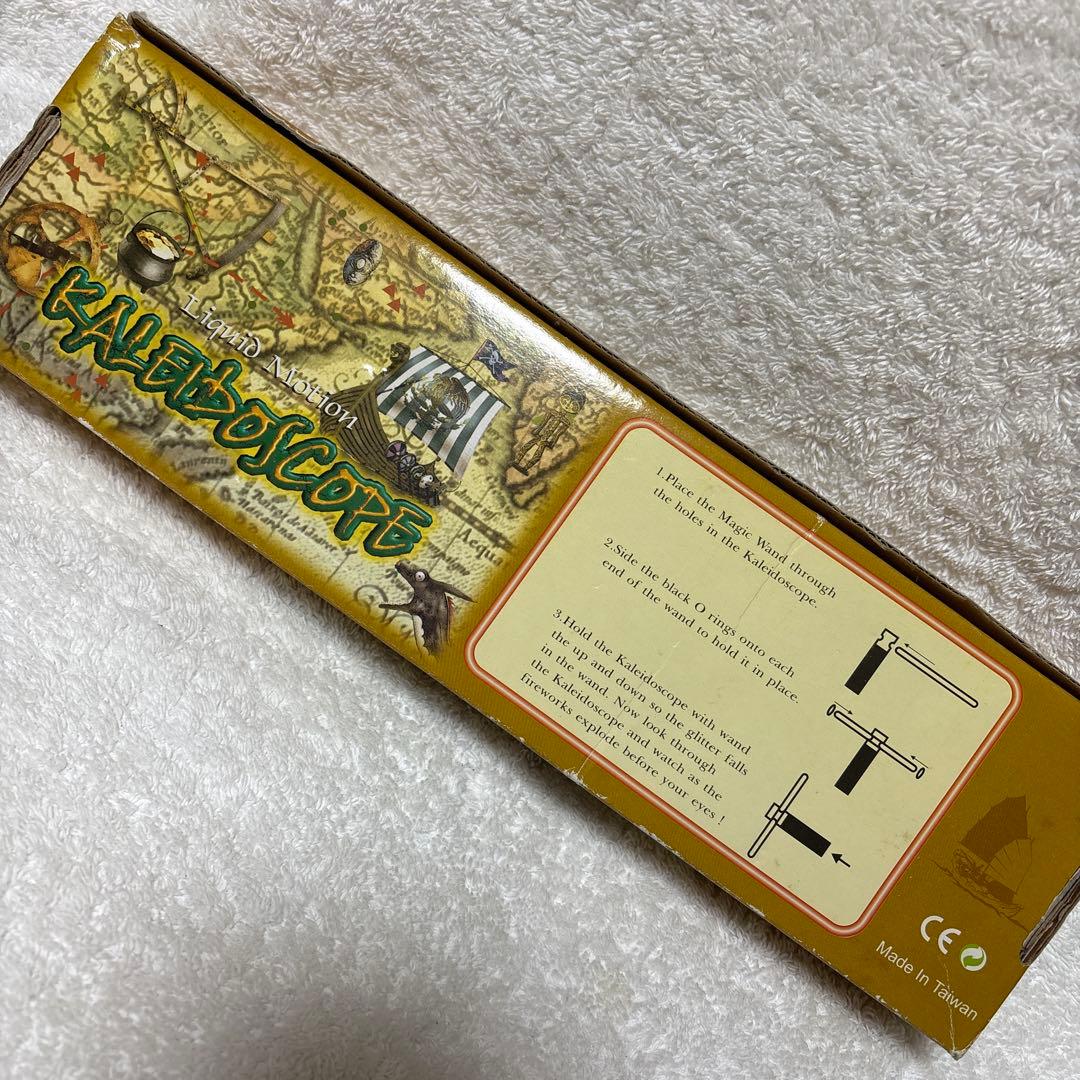 Liquid Motion
KALEIDOSCOPE
1.Place the Magic Wand through
the holes in the Kaleidoscope.
2.Side the black O rings onto each
end of the wand to hold it in place.
3.Hold the Kaleidoscope with wand
the up and down so the glitter falls
in the wand. Now look through
the Kaleidoscope and watch as the
fireworks explode before your eyes !
CE
Made In Taiwan